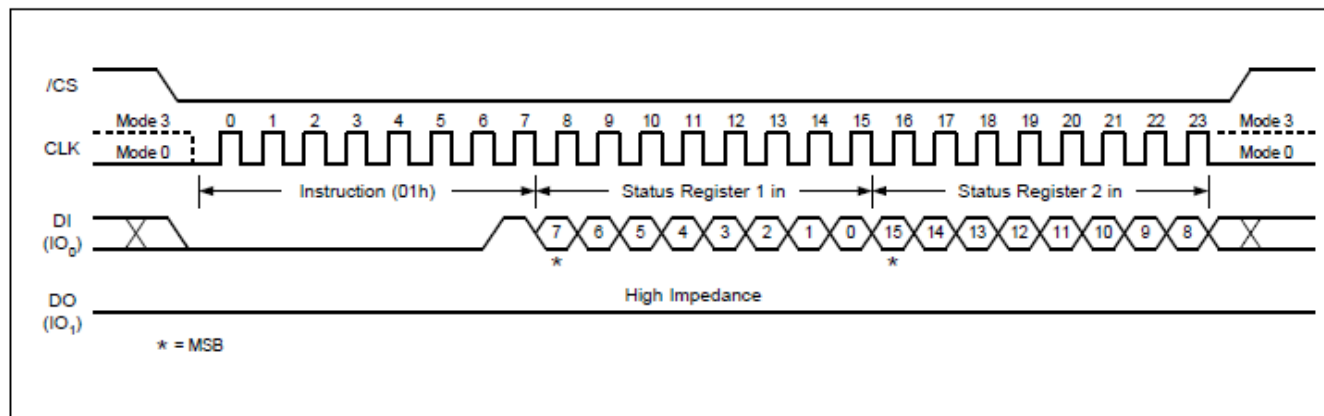 /CS
Mode 3 0 1 2 3 4 5 6 7 8 9 10 11 12 13 14 15 16 17 18 19 20 21 22 23 Mode 3
CLK
Mode 0 Mode 0
Instruction (01h) Status Register 1 in Status Register 2 in
DI
(IO₀) 7 6 5 4 3 2 1 0 15 14 13 12 11 10 9 8
* *
DO High Impedance
(IO₁)
* = MSB